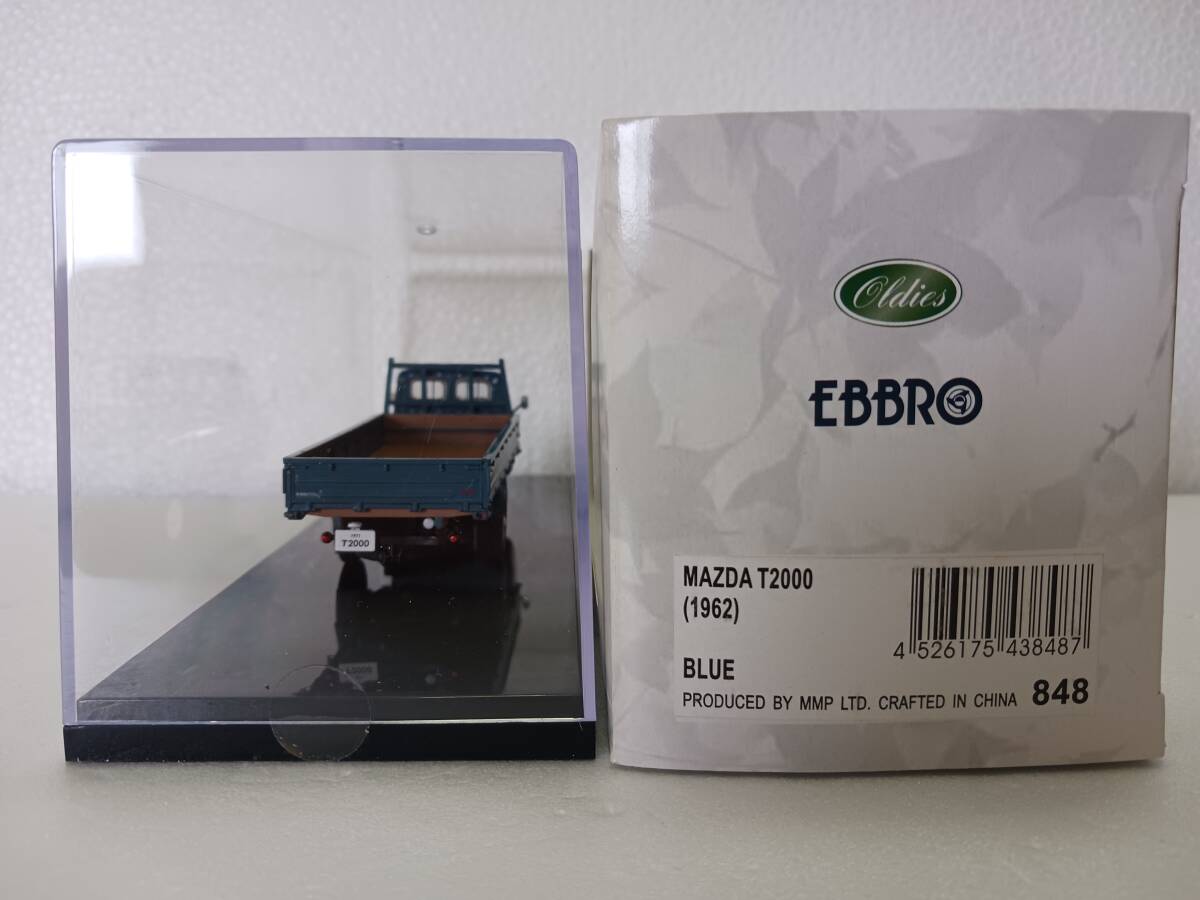 T2000
Oldies
EBBRO
MAZDA T2000
(1962)
BLUE
4 526175 438487
PRODUCED BY MMP LTD. CRAFTED IN CHINA 848